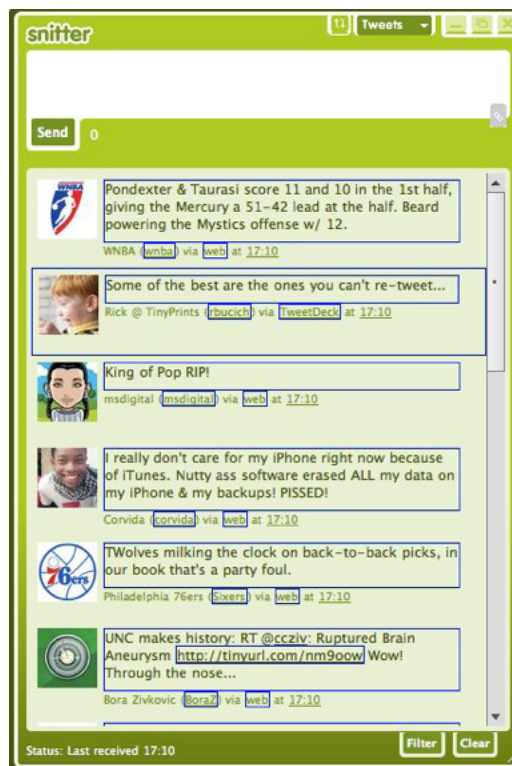 snitter
Tweets
Send 0
WNBA
Pondexter & Taurasi score 11 and 10 in the 1st half,
giving the Mercury a 51-42 lead at the half. Beard
powering the Mystics offense w/ 12.
WNBA (wnba) via web at 17:10
Some of the best are the ones you can't re-tweet...
Rick @ TinyPrints (rbucich) via TweetDeck at 17:10
King of Pop RIP!
msdigital (msdigital) via web at 17:10
I really don't care for my iPhone right now because
of iTunes. Nutty ass software erased ALL my data on
my iPhone & my backups! PISSED!
Corvida (corvida) via web at 17:10
76ers
TWolves milking the clock on back-to-back picks, in
our book that's a party foul.
Philadelphia 76ers (Sixers) via web at 17:10
UNC makes history: RT @ccziv: Ruptured Brain
Aneurysm http://tinyurl.com/nm9oow Wow!
Through the nose...
Bora Zivkovic (BoraZ) via web at 17:10
Status: Last received 17:10
Filter Clear